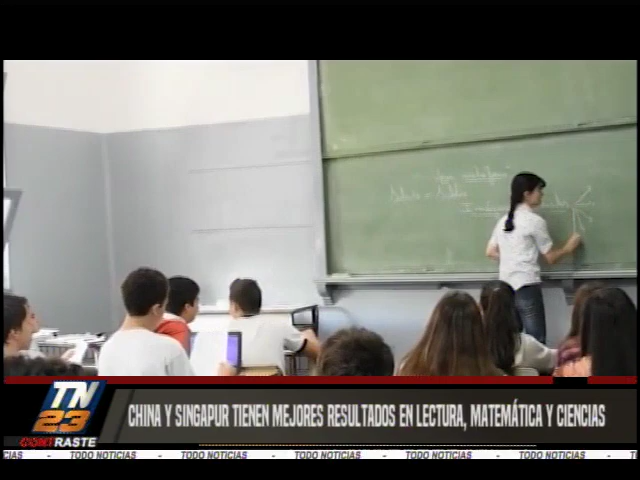 TN
23
CONTRASTE
CHINA Y SINGAPUR TIENEN MEJORES RESULTADOS EN LECTURA, MATEMÁTICA Y CIENCIAS
TODO NOTICIAS TODO NOTICIAS TODO NOTICIAS TODO NOTICIAS TODO NOTICIAS